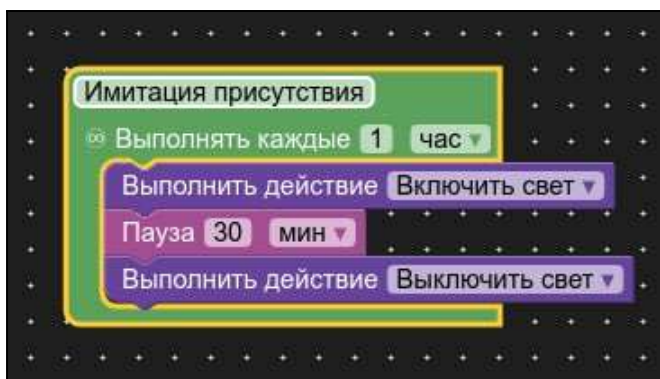 Имитация присутствия
Выполнять каждые 1 час
Выполнить действие Включить свет
Пауза 30 мин
Выполнить действие Выключить свет